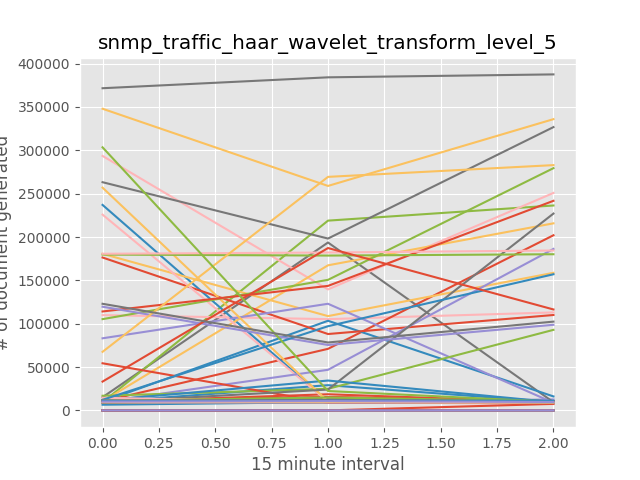 snmp_traffic_haar_wavelet_transform_level_5
400000
350000
300000
250000
200000
150000
100000
50000
0
# of document generated
0.00 0.25 0.50 0.75 1.00 1.25 1.50 1.75 2.00
15 minute interval